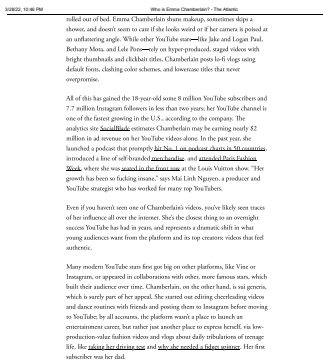 2/28/22, 10:46 PM
Who is Emma Chamberlain? - The Atlantic
rolled out of bed. Emma Chamberlain shuns makeup, sometimes skips a
shower, and doesn't seem to care if she looks weird or if her camera is poised at
an unflattering angle. While other YouTube stars—like Jake and Logan Paul,
Bethany Mota, and Lele Pons—rely on hyper-produced, staged videos with
bright thumbnails and clickbait titles, Chamberlain posts lo-fi vlogs using
default fonts, clashing color schemes, and lowercase titles that never
overpromise.
All of this has gained the 18-year-old some 8 million YouTube subscribers and
7.7 million Instagram followers in less than two years; her YouTube channel is
one of the fastest growing in the U.S., according to the company. The
analytics site SocialBlade estimates Chamberlain may be earning nearly $2
million in ad revenue on her YouTube videos alone. In the past year, she
launched a podcast that promptly hit No. 1 on podcast charts in 50 countries,
introduced a line of self-branded merchandise, and attended Paris Fashion
Week, where she was seated in the front row at the Louis Vuitton show. "Her
growth has been so fucking insane," says Mai Linh Nguyen, a producer and
YouTube strategist who has worked for many top YouTubers.
Even if you haven't seen one of Chamberlain's videos, you've likely seen traces
of her influence all over the internet. She's the closest thing to an overnight
success YouTube has had in years, and represents a dramatic shift in what
young audiences want from the platform and its top creators: videos that feel
authentic.
Many modern YouTube stars first got big on other platforms, like Vine or
Instagram, or appeared in collaborations with other, more famous stars, which
built their audience over time. Chamberlain, on the other hand, is sui generis,
which is surely part of her appeal. She started out editing cheerleading videos
and dance routines with friends and posting them to Instagram before moving
to YouTube; by all accounts, the platform wasn't a place to launch an
entertainment career, but rather just another place to express herself, via low-
production-value fashion videos and vlogs about daily tribulations of teenage
life, like taking her driving test and why she needed a fidget spinner. Her first
subscriber was her dad.